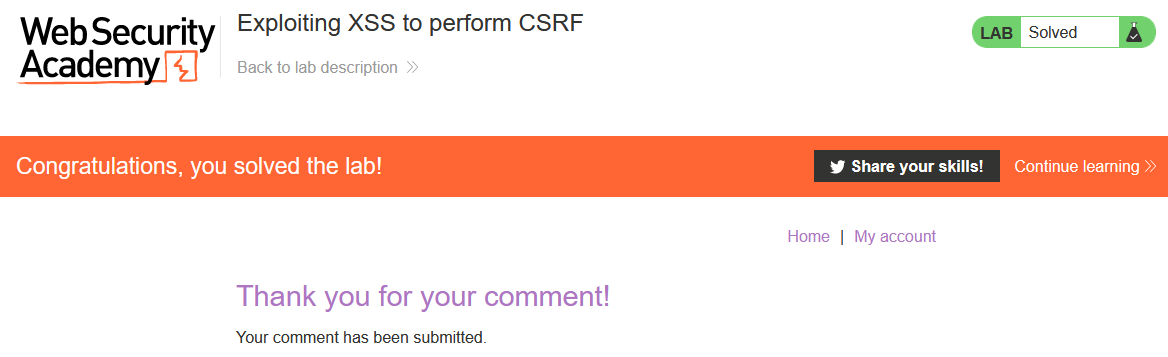 Web Security
Academy
Exploiting XSS to perform CSRF
Back to lab description
LAB Solved
Congratulations, you solved the lab!
Share your skills!
Continue learning
Home | My account
Thank you for your comment!
Your comment has been submitted.